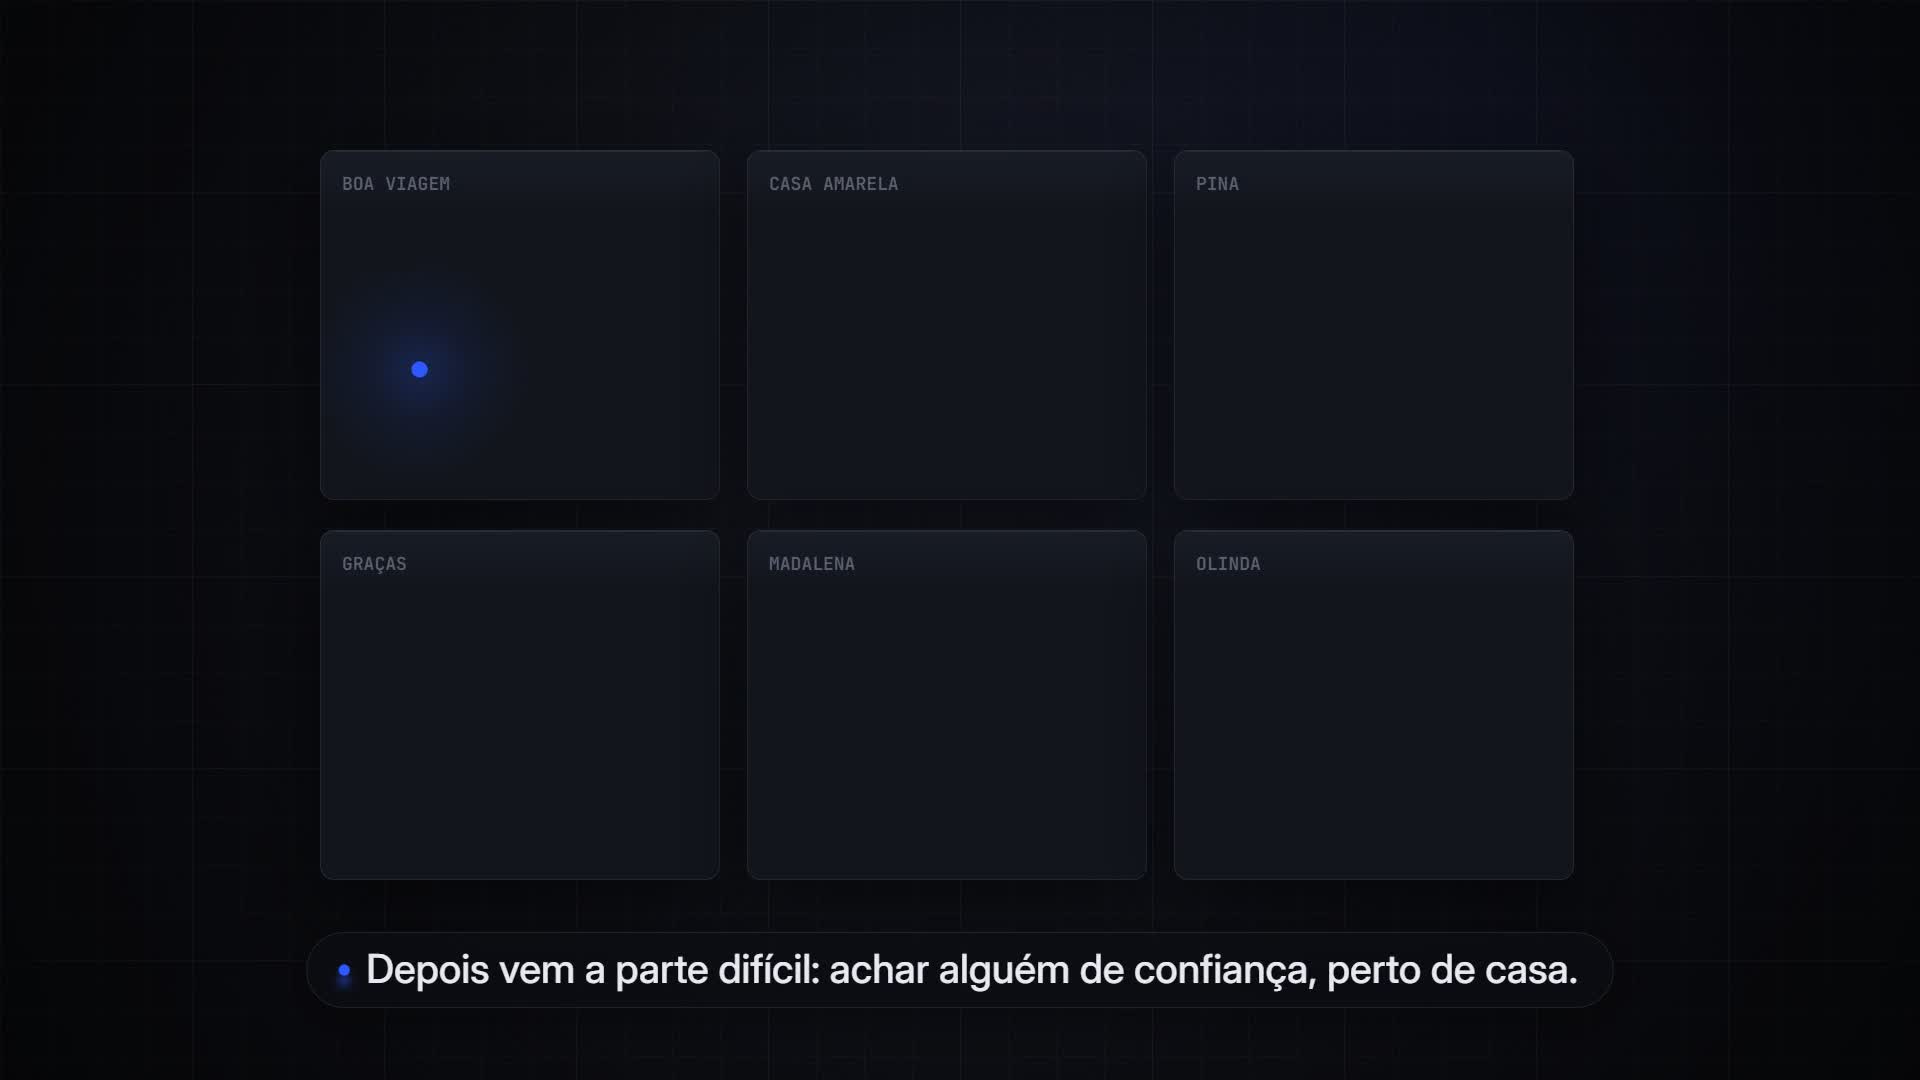 BOA VIAGEM
CASA AMARELA
PINA
GRAÇAS
MADALENA
OLINDA
Depois vem a parte difícil: achar alguém de confiança, perto de casa.